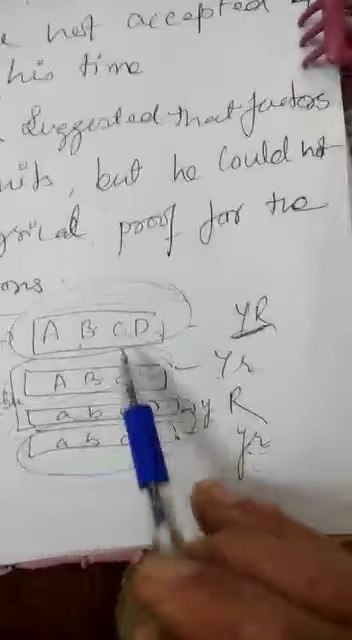 not accepted
his time
suggested that factors
, but he could not
proof for the
ons
A B C D YR
A B Yr
a b y R
a b yr